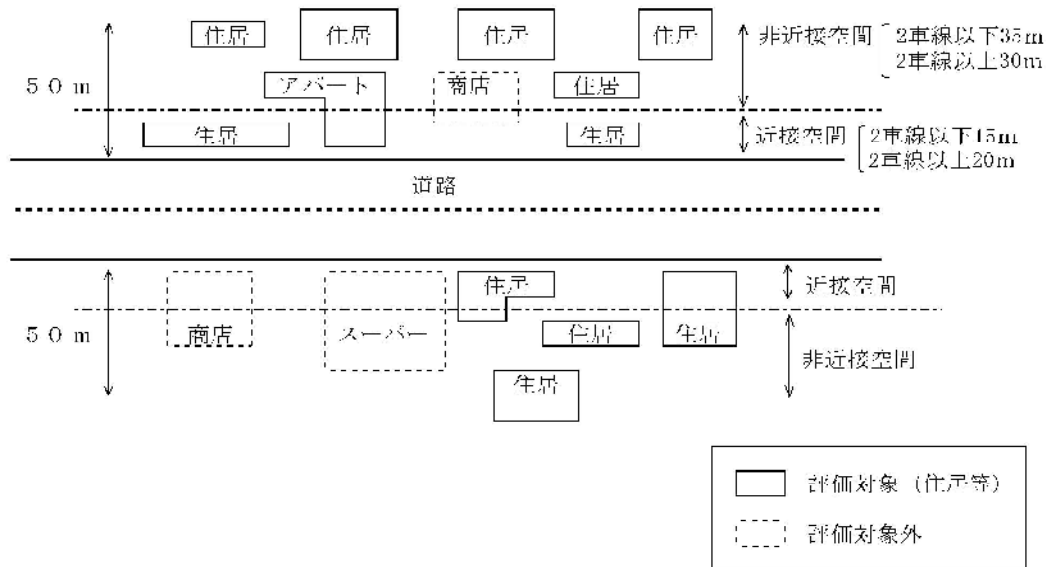 住居 住居 住居 住居
非近接空間 2車線以下35m
2車線以上30m
50m
アパート 商店 住居
住居 住居
近接空間 2車線以下15m
2車線以上20m
道路
住居
近接空間
50m
商店 スーパー 住居 住居
非近接空間
住居
評価対象（住居等）
評価対象外